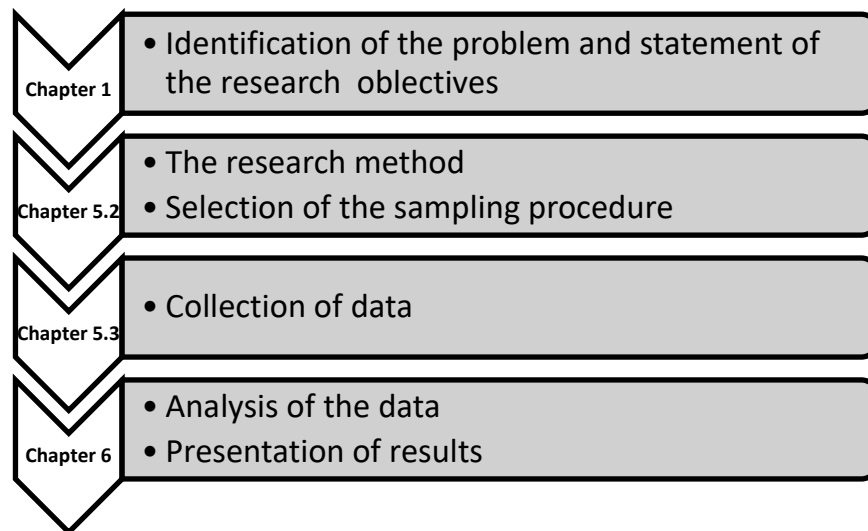 Chapter 1
• Identification of the problem and statement of
the research oblectives
Chapter 5.2
• The research method
• Selection of the sampling procedure
Chapter 5.3
• Collection of data
Chapter 6
• Analysis of the data
• Presentation of results